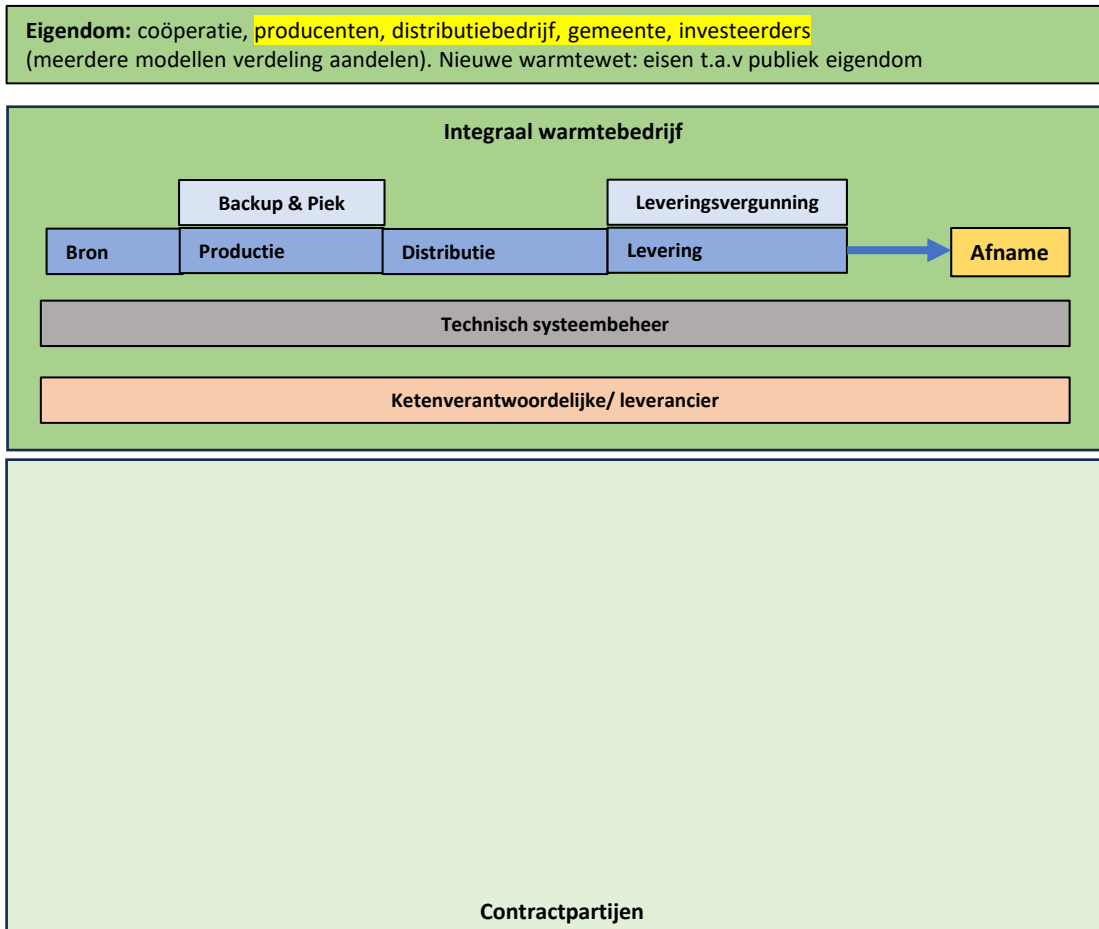 Eigendom: coöperatie, producenten, distributiebedrijf, gemeente, investeerders
(meerdere modellen verdeling aandelen). Nieuwe warmtewet: eisen t.a.v publiek eigendom
Integraal warmtebedrijf
Backup & Piek
Leveringsvergunning
Bron
Productie
Distributie
Levering
Afname
Technisch systeembeheer
Ketenverantwoordelijke/ leverancier
Contractpartijen